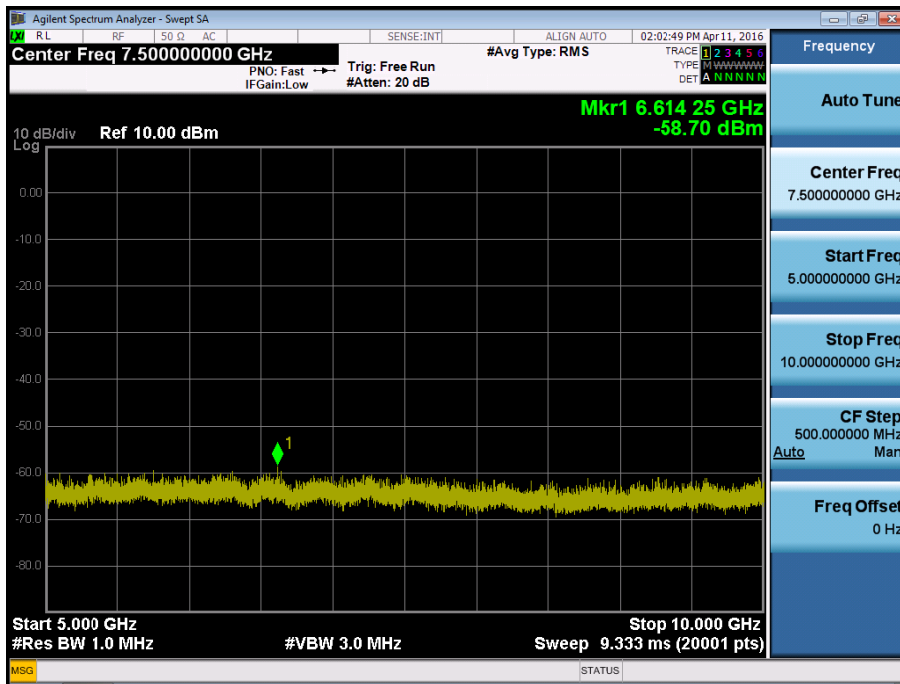 Agilent Spectrum Analyzer - Swept SA
LXI RL RF 50 Ω AC SENSE:INT ALIGN AUTO 02:02:49 PM Apr 11, 2016
Center Freq 7.500000000 GHz
PNO: Fast
IFGain:Low
Trig: Free Run
#Atten: 20 dB
#Avg Type: RMS
TRACE 1 2 3 4 5 6
TYPE M WWWWW
DET A N N N N N
Mkr1 6.614 25 GHz
-58.70 dBm
10 dB/div Ref 10.00 dBm
Log
0.00
-10.0
-20.0
-30.0
-40.0
-50.0
-60.0
-70.0
-80.0
1
Start 5.000 GHz Stop 10.000 GHz
#Res BW 1.0 MHz #VBW 3.0 MHz Sweep 9.333 ms (20001 pts)
MSG STATUS
Frequency
Auto Tune
Center Freq
7.500000000 GHz
Start Freq
5.000000000 GHz
Stop Freq
10.000000000 GHz
CF Step
500.000000 MHz
Auto Man
Freq Offset
0 Hz